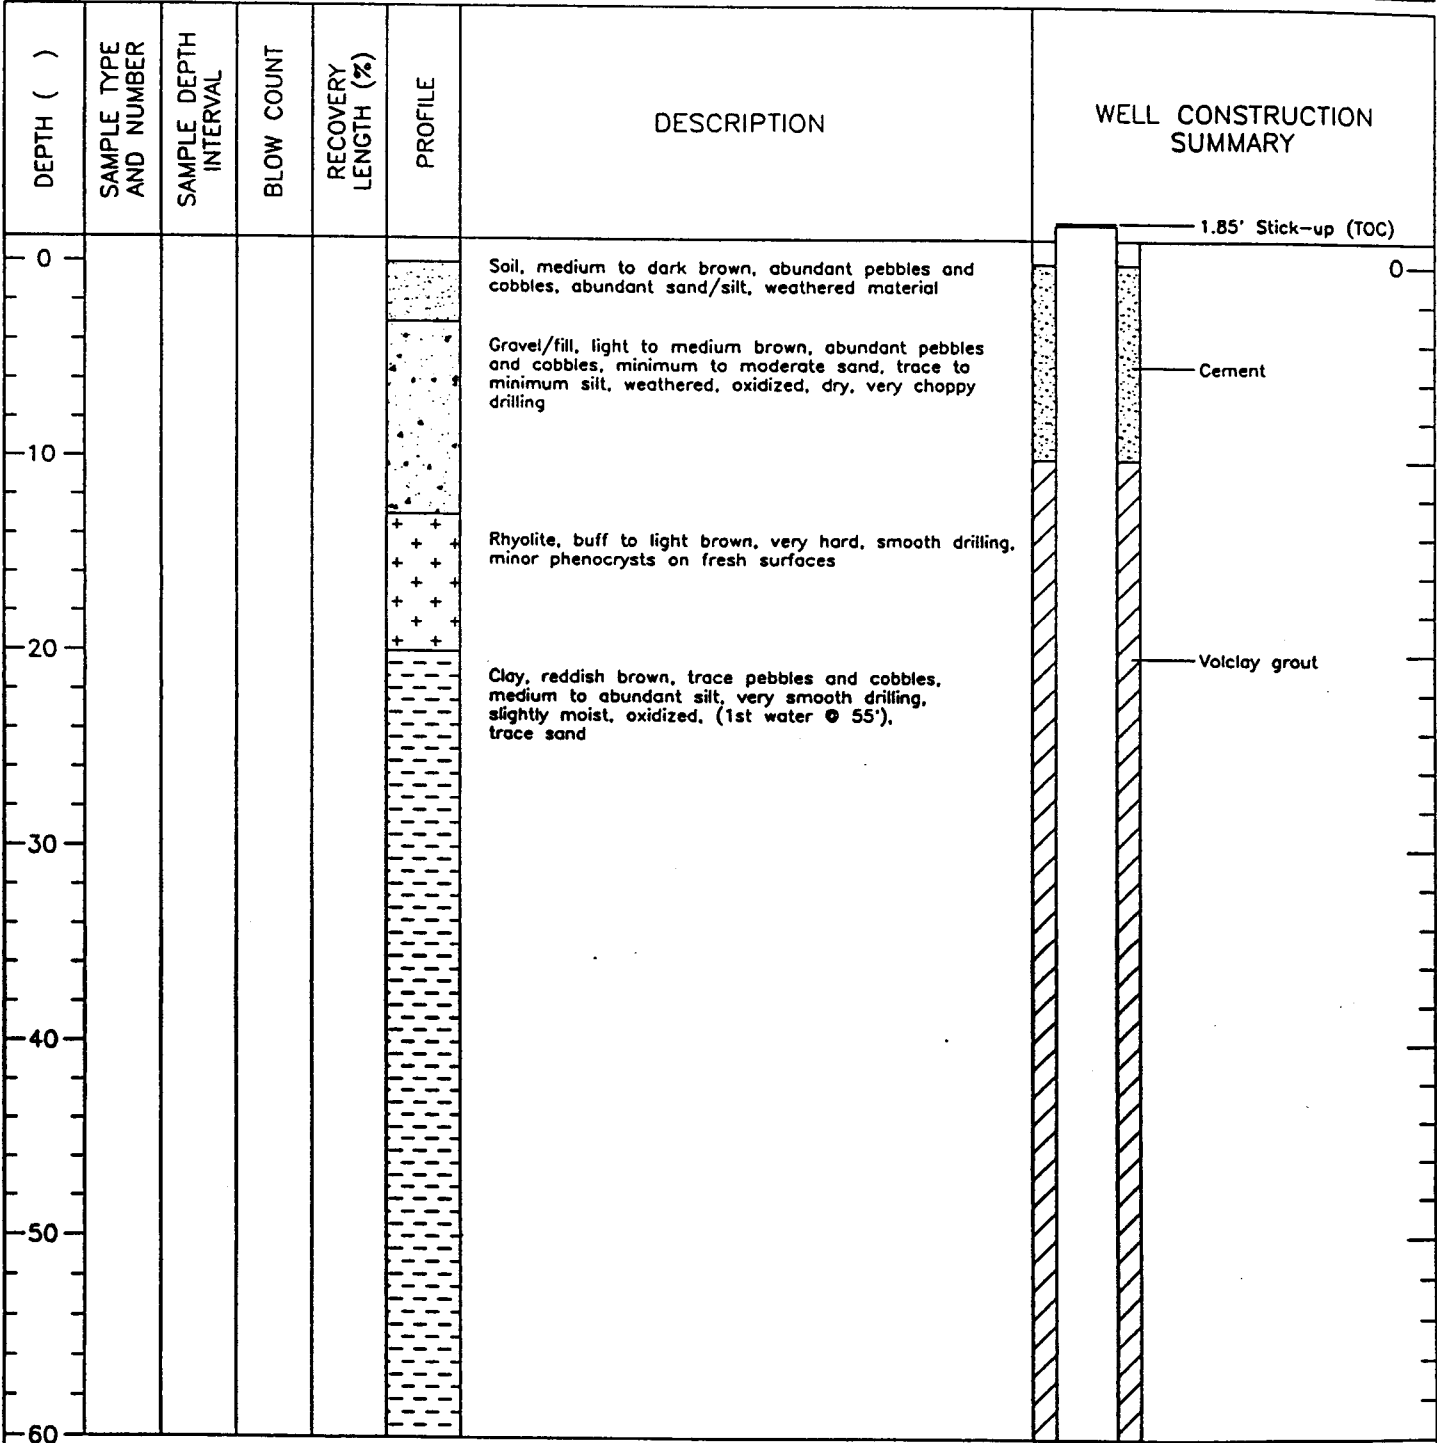 DEPTH ( )
SAMPLE TYPE
AND NUMBER
SAMPLE DEPTH
INTERVAL
BLOW COUNT
RECOVERY
LENGTH (%)
PROFILE
DESCRIPTION
WELL CONSTRUCTION
SUMMARY
1.85' Stick-up (TOC)
0
0
Soil, medium to dark brown, abundant pebbles and
cobbles, abundant sand/silt, weathered material
Gravel/fill, light to medium brown, abundant pebbles
and cobbles, minimum to moderate sand, trace to
minimum silt, weathered, oxidized, dry, very choppy
drilling
Cement
10
Rhyolite, buff to light brown, very hard, smooth drilling,
minor phenocrysts on fresh surfaces
20
Volclay grout
Clay, reddish brown, trace pebbles and cobbles,
medium to abundant silt, very smooth drilling,
slightly moist, oxidized, (1st water @ 55'),
trace sand
30
40
50
60